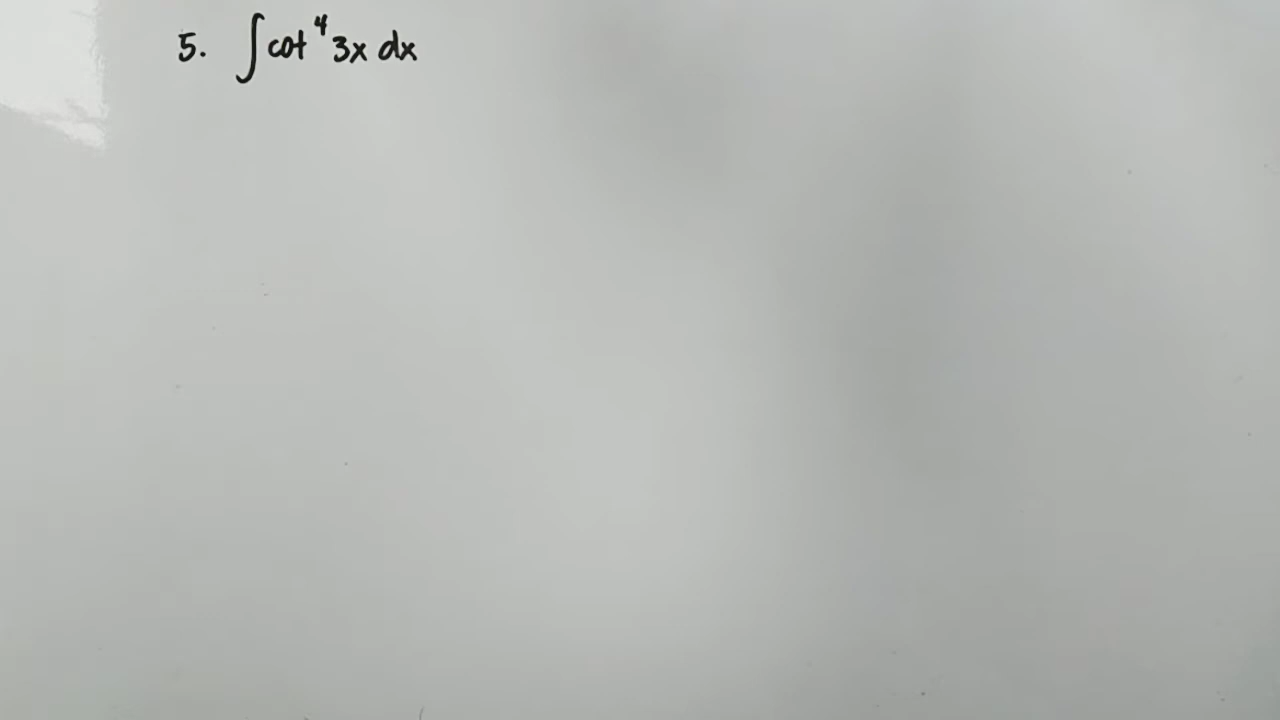 5. ∫cot⁴3x dx